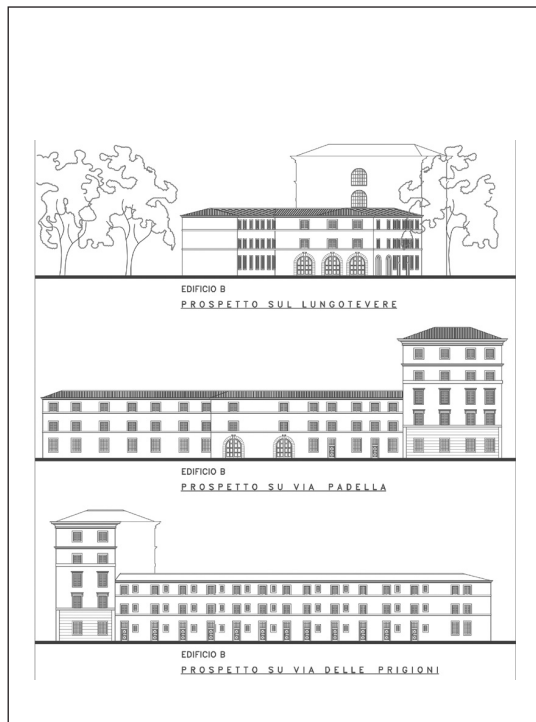 EDIFICIO B
PROSPETTO SUL LUNGOTEVERE
EDIFICIO B
PROSPETTO SU VIA PADELLA
EDIFICIO B
PROSPETTO SU VIA DELLE PRIGIONI